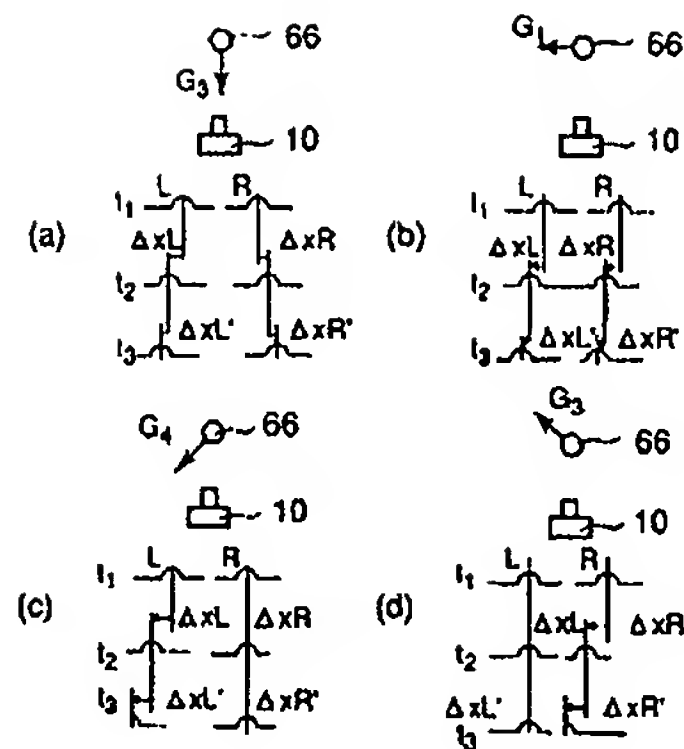 66
G3
10
L R
t1
(a)
ΔxL ΔxR
t2
ΔxL' ΔxR'
t3
GL 66
10
L R
t1
(b)
ΔxL ΔxR
t2
ΔxL' ΔxR'
t3
G4 66
10
L R
t1
(c)
ΔxL ΔxR
t2
t3 ΔxL' ΔxR'
G3
66
10
L R
t1
(d)
ΔxL ΔxR
t2
ΔxL' ΔxR'
t3